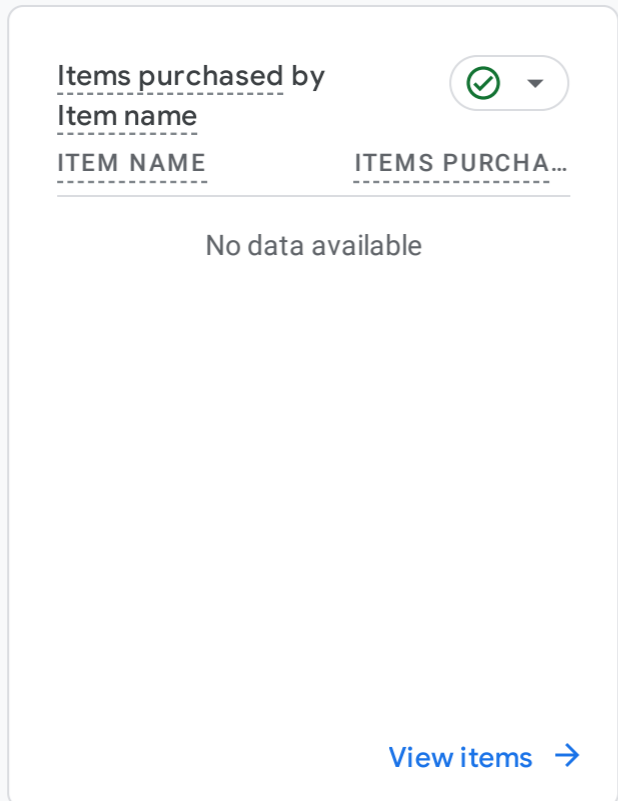 Items purchased by
Item name
ITEM NAME ITEMS PURCHA...
No data available
View items